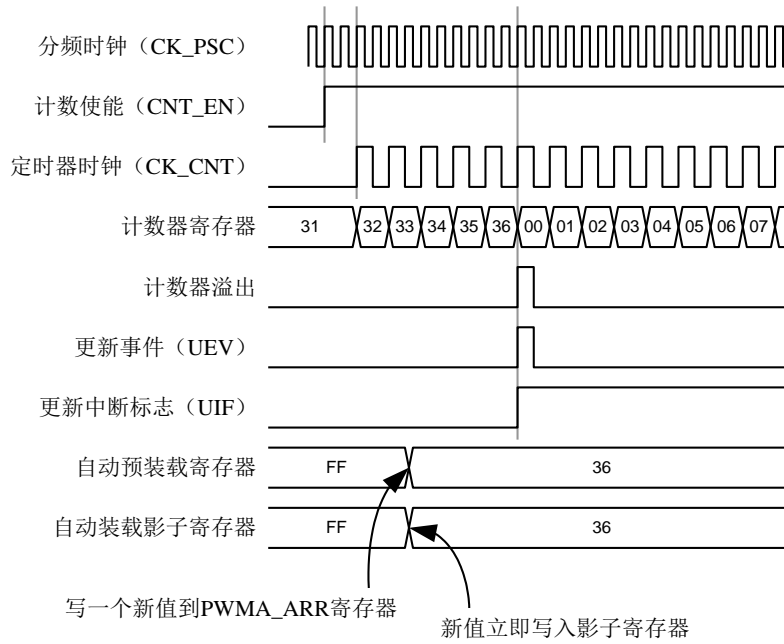 分频时钟（CK_PSC）
计数使能（CNT_EN）
定时器时钟（CK_CNT）
计数器寄存器 31 32 33 34 35 36 00 01 02 03 04 05 06 07
计数器溢出
更新事件（UEV）
更新中断标志（UIF）
自动预装载寄存器 FF 36
自动装载影子寄存器 FF 36
写一个新值到PWMA_ARR寄存器
新值立即写入影子寄存器